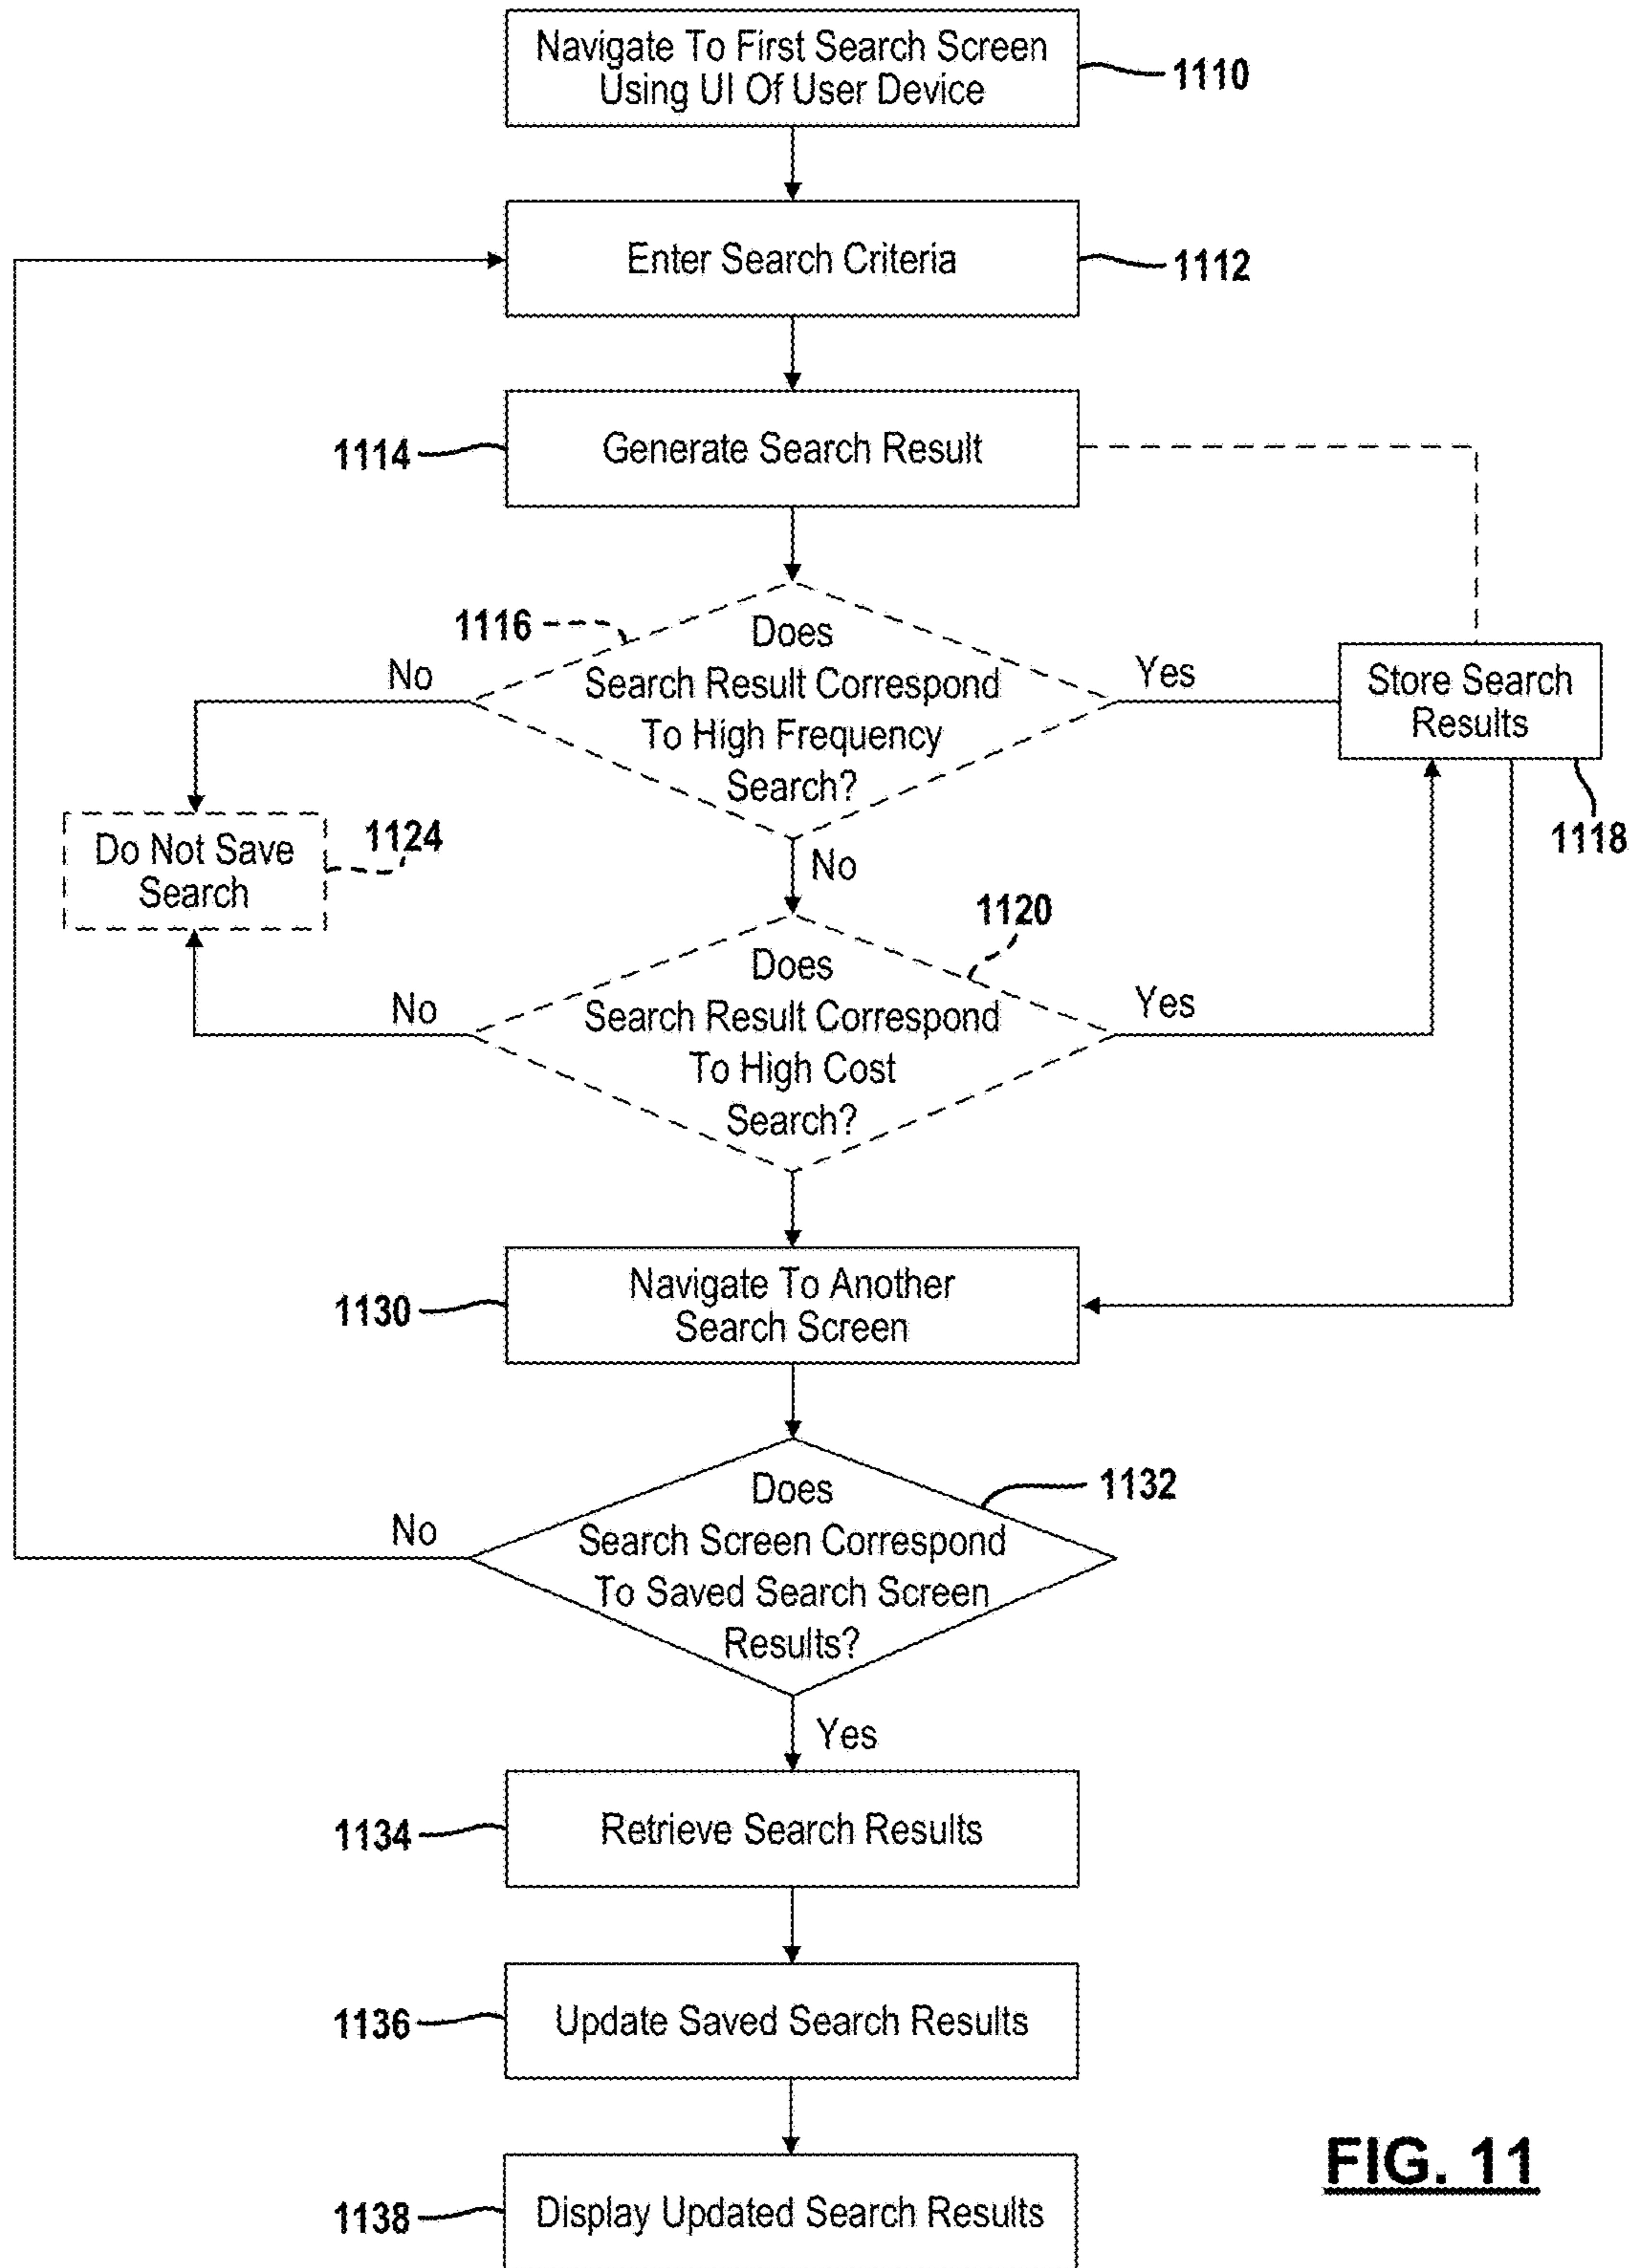 Navigate To First Search Screen
Using UI Of User Device
1110
Enter Search Criteria
1112
1114
Generate Search Result
1116
Does
Search Result Correspond
To High Frequency
Search?
No
Yes
Store Search
Results
1118
Do Not Save
Search
1124
No
1120
Does
Search Result Correspond
To High Cost
Search?
No
Yes
1130
Navigate To Another
Search Screen
1132
Does
Search Screen Correspond
To Saved Search Screen
Results?
No
Yes
1134
Retrieve Search Results
1136
Update Saved Search Results
1138
Display Updated Search Results
FIG. 11